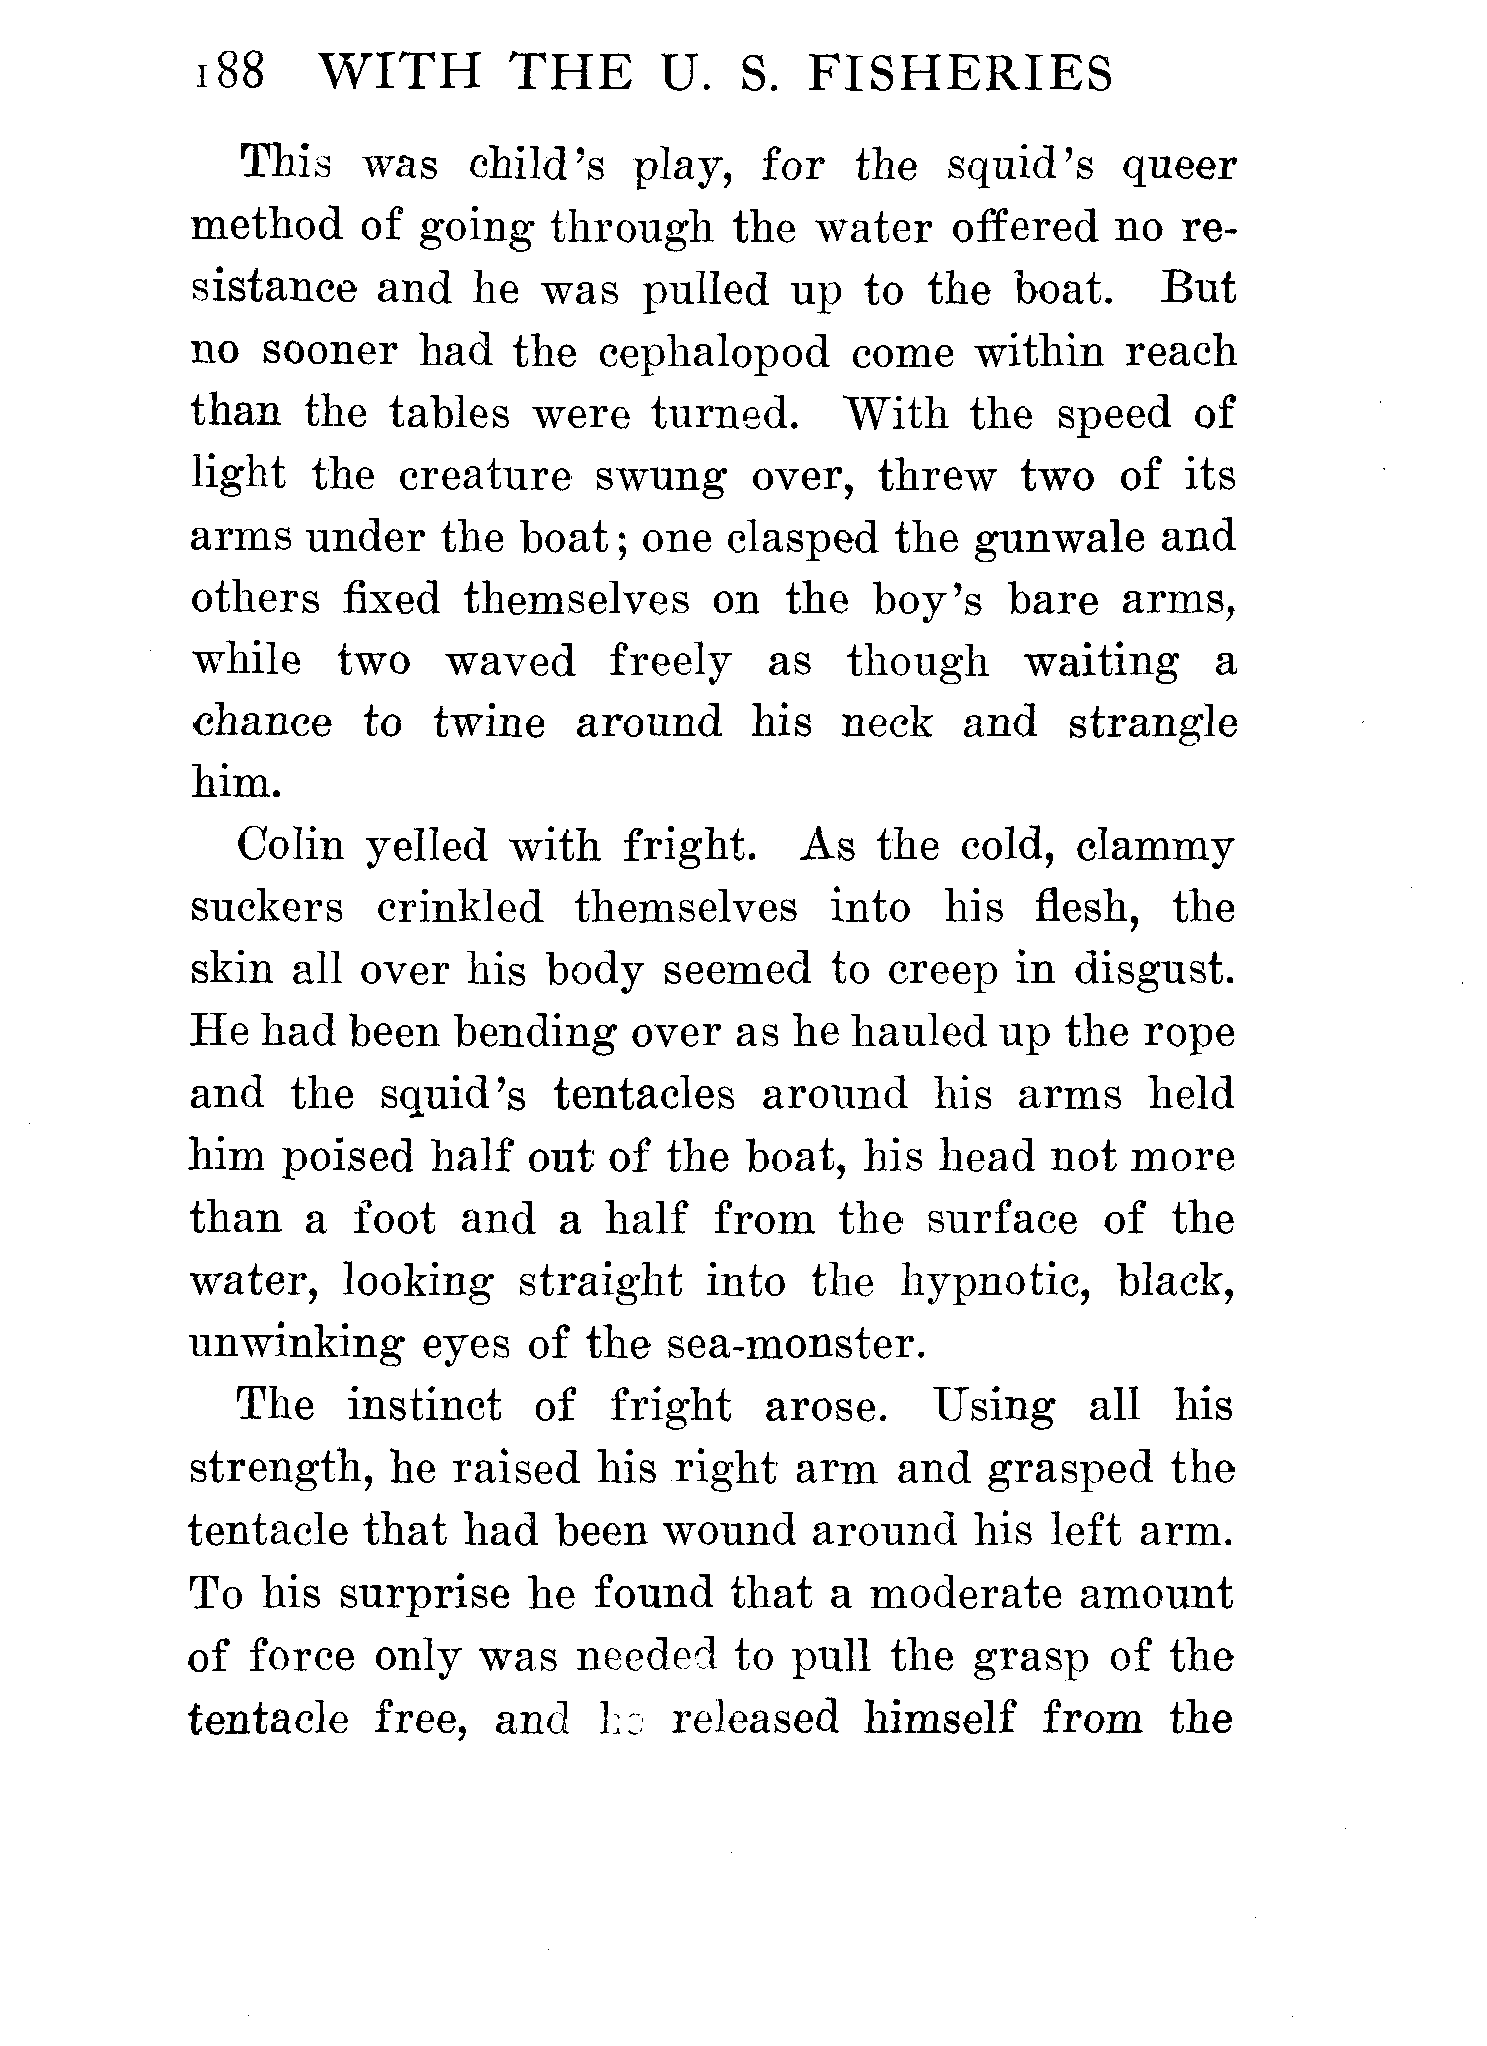 188 WITH THE U. S. FISHERIES
This was child's play, for the squid's queer
method of going through the water offered no re-
sistance and he was pulled up to the boat. But
no sooner had the cephalopod come within reach
than the tables were turned. With the speed of
light the creature swung over, threw two of its
arms under the boat; one clasped the gunwale and
others fixed themselves on the boy's bare arms,
while two waved freely as though waiting a
chance to twine around his neck and strangle
him.
Colin yelled with fright. As the cold, clammy
suckers crinkled themselves into his flesh, the
skin all over his body seemed to creep in disgust.
He had been bending over as he hauled up the rope
and the squid's tentacles around his arms held
him poised half out of the boat, his head not more
than a foot and a half from the surface of the
water, looking straight into the hypnotic, black,
unwinking eyes of the sea-monster.
The instinct of fright arose. Using all his
strength, he raised his right arm and grasped the
tentacle that had been wound around his left arm.
To his surprise he found that a moderate amount
of force only was needed to pull the grasp of the
tentacle free, and he released himself from the